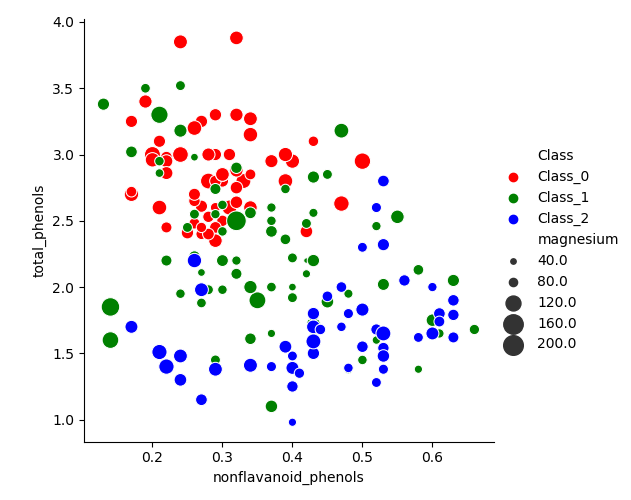 4.0
3.5
3.0
2.5
2.0
1.5
1.0
total_phenols
0.2 0.3 0.4 0.5 0.6
nonflavanoid_phenols
Class
Class_0
Class_1
Class_2
magnesium
40.0
80.0
120.0
160.0
200.0